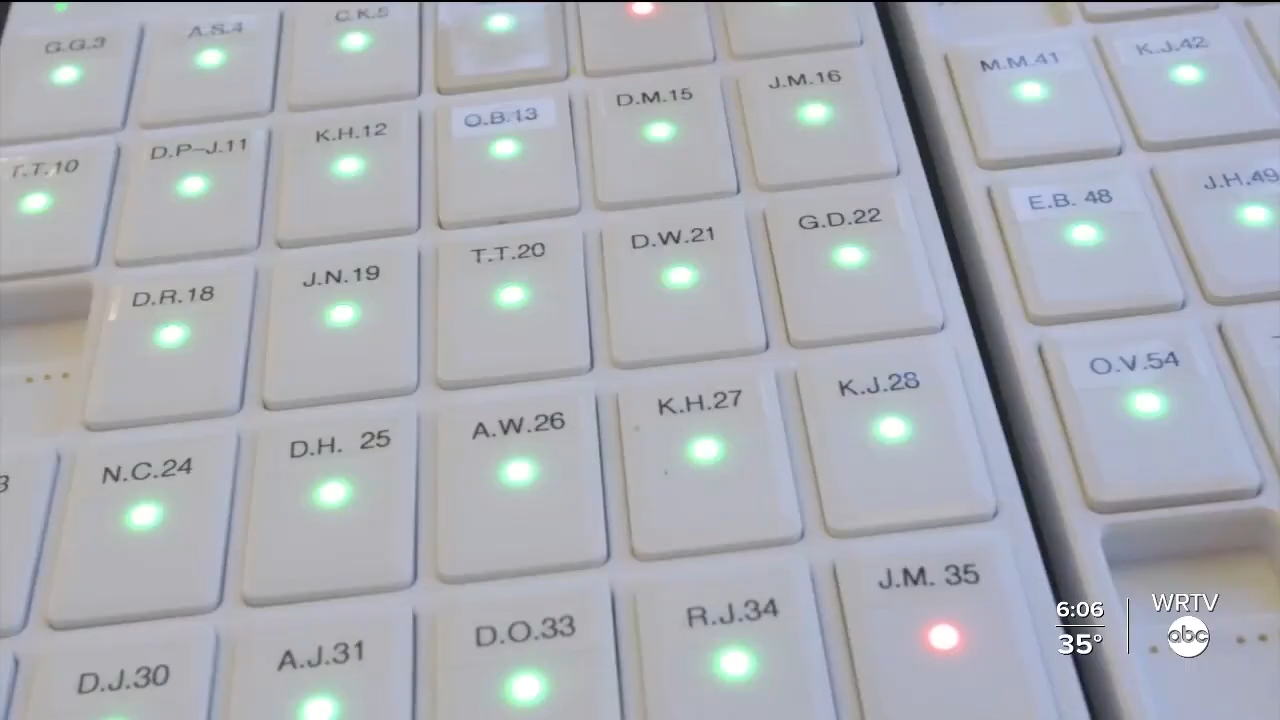 G.G.3
A.S.4
C.K.5
T.T.10
D.P-J.11
K.H.12
O.B.13
D.M.15
J.M.16
D.R.18
J.N.19
T.T.20
D.W.21
G.D.22
N.C.24
D.H. 25
A.W.26
K.H.27
K.J.28
D.J.30
A.J.31
D.O.33
R.J.34
J.M. 35
M.M.41
K.J.42
E.B. 48
J.H.49
O.V.54
6:06
35°
WRTV
abc